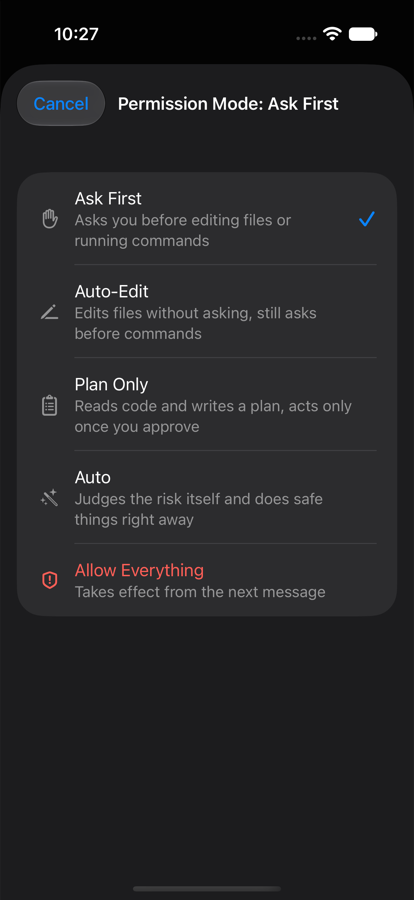 10:27
Cancel
Permission Mode: Ask First
Ask First
Asks you before editing files or
running commands
Auto-Edit
Edits files without asking, still asks
before commands
Plan Only
Reads code and writes a plan, acts only
once you approve
Auto
Judges the risk itself and does safe
things right away
Allow Everything
Takes effect from the next message